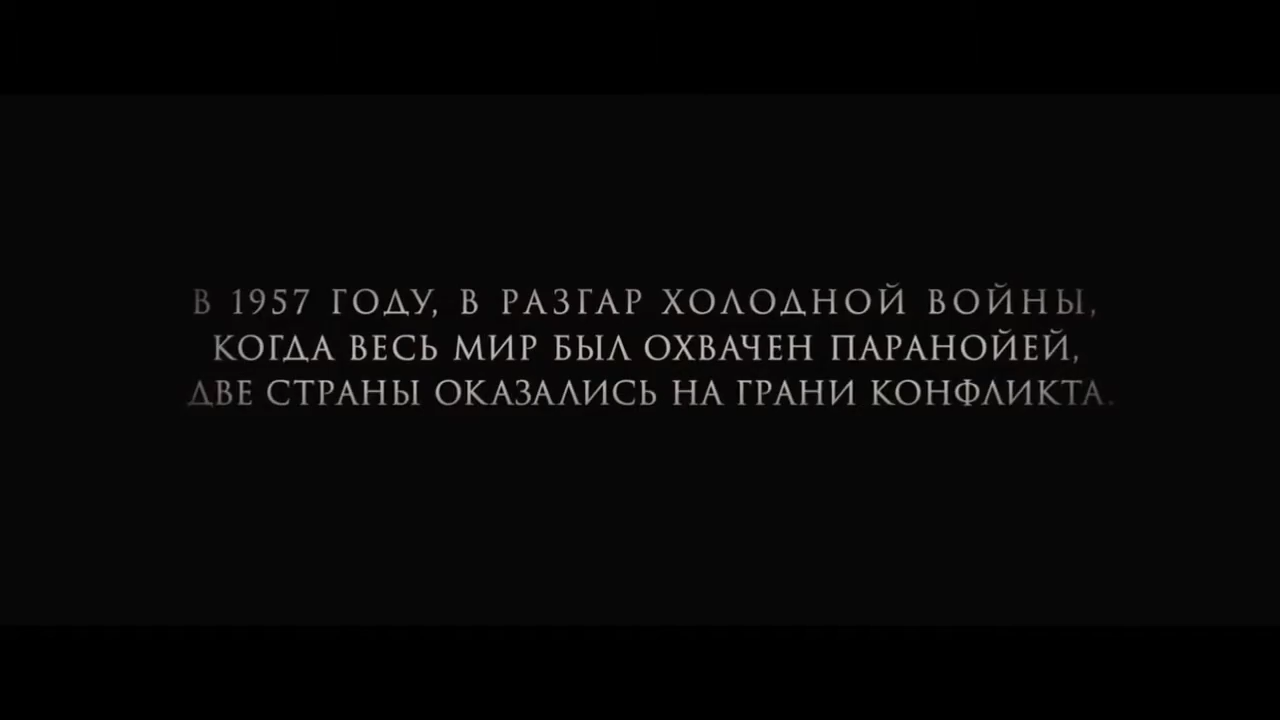 В 1957 ГОДУ, В РАЗГАР ХОЛОДНОЙ ВОЙНЫ,
КОГДА ВЕСЬ МИР БЫЛ ОХВАЧЕН ПАРАНОЙЕЙ,
ДВЕ СТРАНЫ ОКАЗАЛИСЬ НА ГРАНИ КОНФЛИКТА.